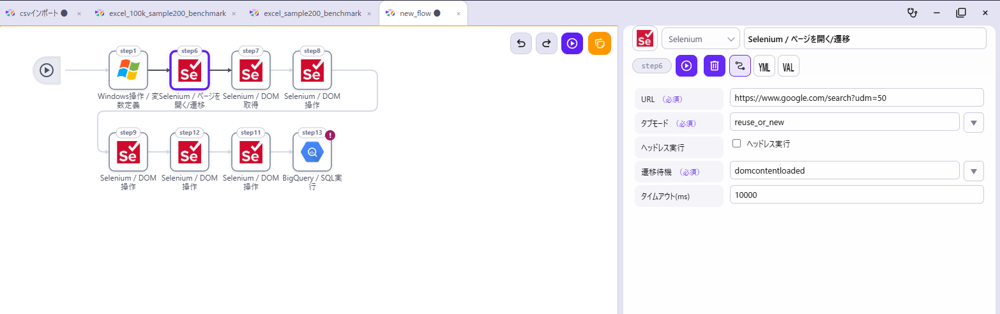 csvインポート
excel_100k_sample200_benchmark
excel_sample200_benchmark
new_flow
step1
step6
step7
step8
Windows操作 / 変数定義
Selenium / ページを開く/遷移
Selenium / DOM取得
Selenium / DOM操作
step9
step12
step11
step13
Selenium / DOM操作
Selenium / DOM操作
Selenium / DOM操作
BigQuery / SQL実行
Selenium
Selenium / ページを開く/遷移
step6
YML
VAL
URL (必須)
https://www.google.com/search?udm=50
タブモード (必須)
reuse_or_new
ヘッドレス実行
ヘッドレス実行
遷移待機 (必須)
domcontentloaded
タイムアウト(ms)
10000